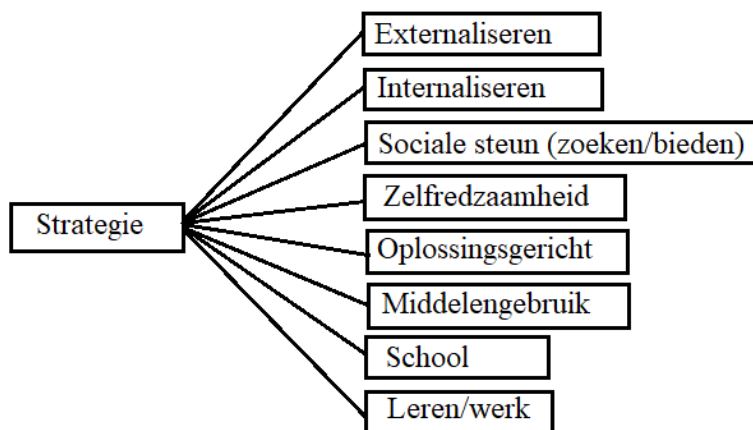 Externaliseren
Internaliseren
Sociale steun (zoeken/bieden)
Zelfredzaamheid
Strategie
Oplossingsgericht
Middelengebruik
School
Leren/werk